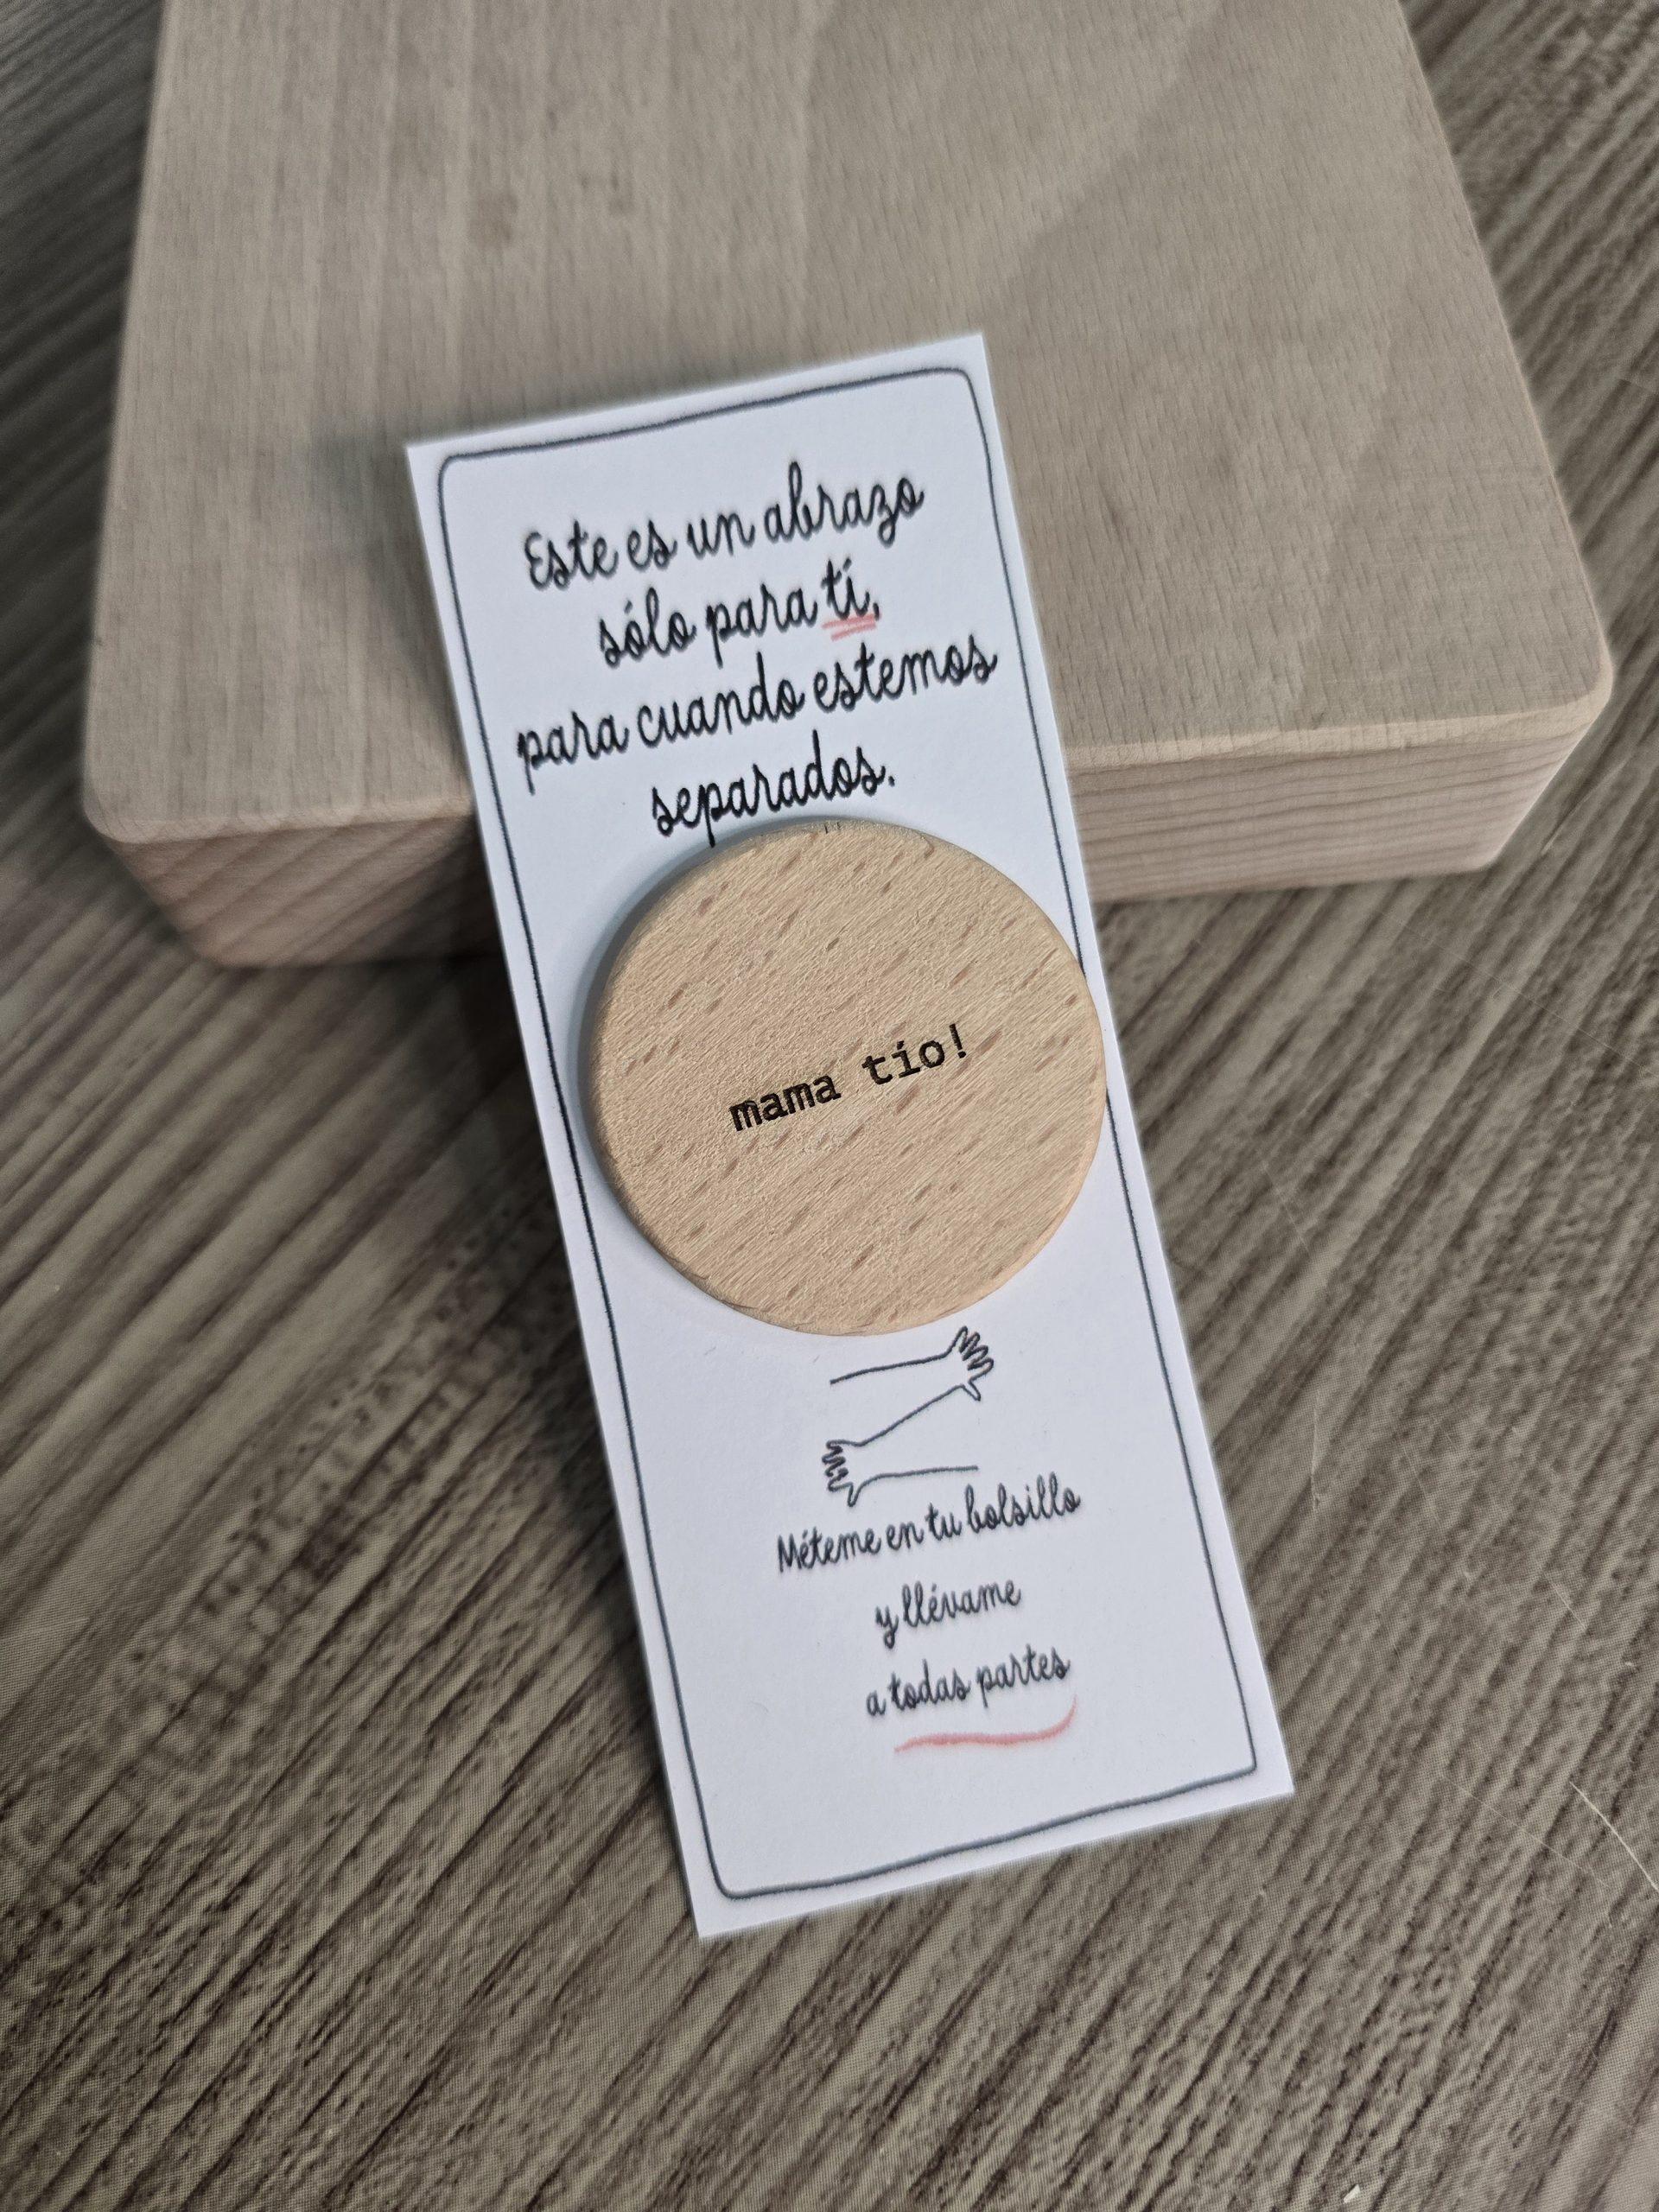 Este es un abrazo
sólo para tí,
para cuando estemos
separados.
mama tío!
Méteme en tu bolsillo
y llévame
a todas partes